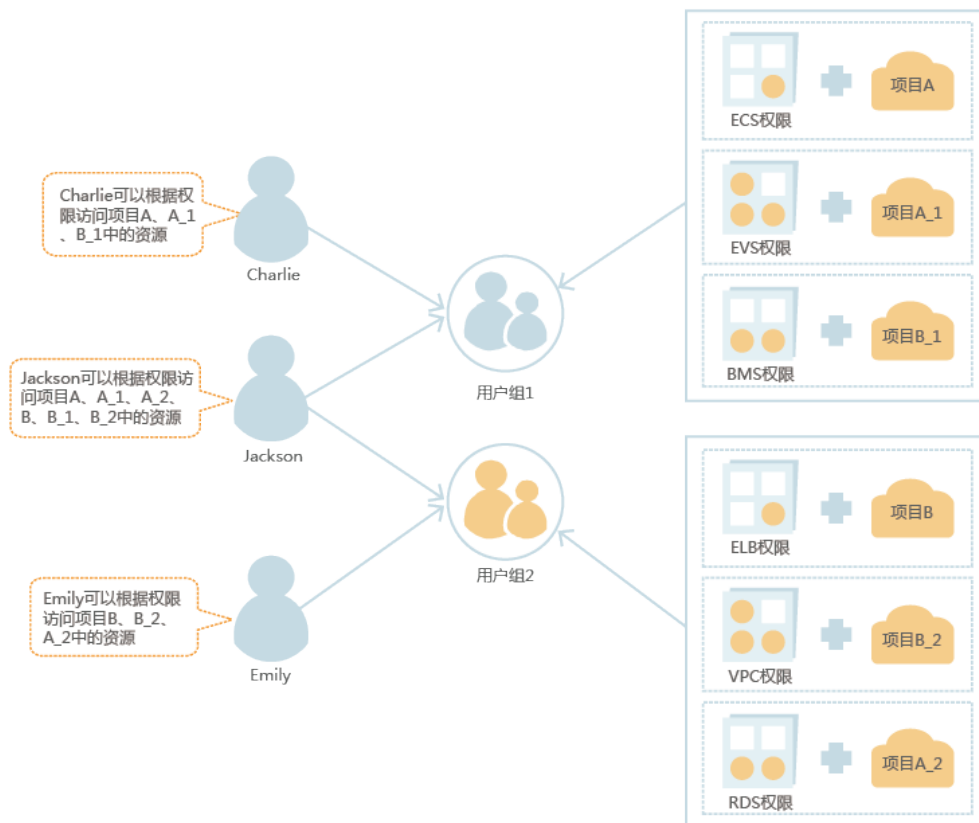 ECS权限
项目A
EVS权限
项目A_1
BMS权限
项目B_1
Charlie可以根据权
限访问项目A、A_1
、B_1中的资源
Charlie
用户组1
Jackson可以根据权限访
问项目A、A_1、A_2、
B、B_1、B_2中的资源
Jackson
用户组2
Emily可以根据权限
访问项目B、B_2、
A_2中的资源
Emily
ELB权限
项目B
VPC权限
项目B_2
RDS权限
项目A_2